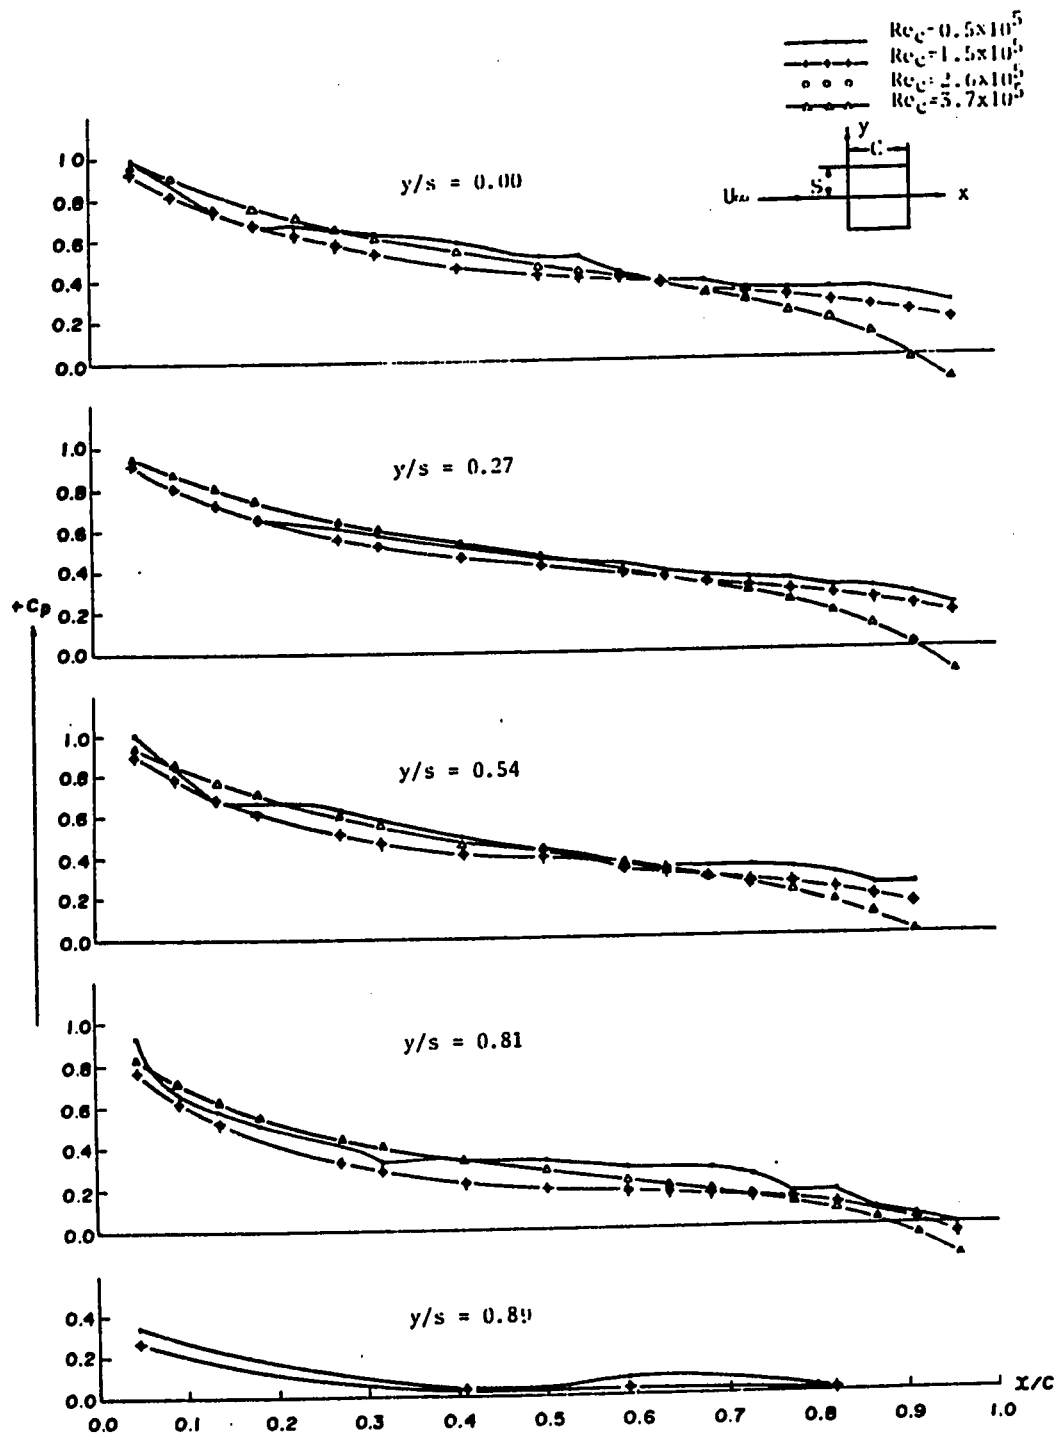 Re_C=0.5x10^5
Re_C=1.5x10^5
Re_C=2.6x10^5
Re_C=3.7x10^5
y
C
S
U∞
x
y/s = 0.00
1.0
0.8
0.6
0.4
0.2
0.0
y/s = 0.27
1.0
0.8
0.6
0.4
0.2
0.0
+Cp
y/s = 0.54
1.0
0.8
0.6
0.4
0.2
0.0
y/s = 0.81
1.0
0.8
0.6
0.4
0.2
0.0
y/s = 0.89
0.4
0.2
0.0
0.0 0.1 0.2 0.3 0.4 0.5 0.6 0.7 0.8 0.9 1.0
X/C